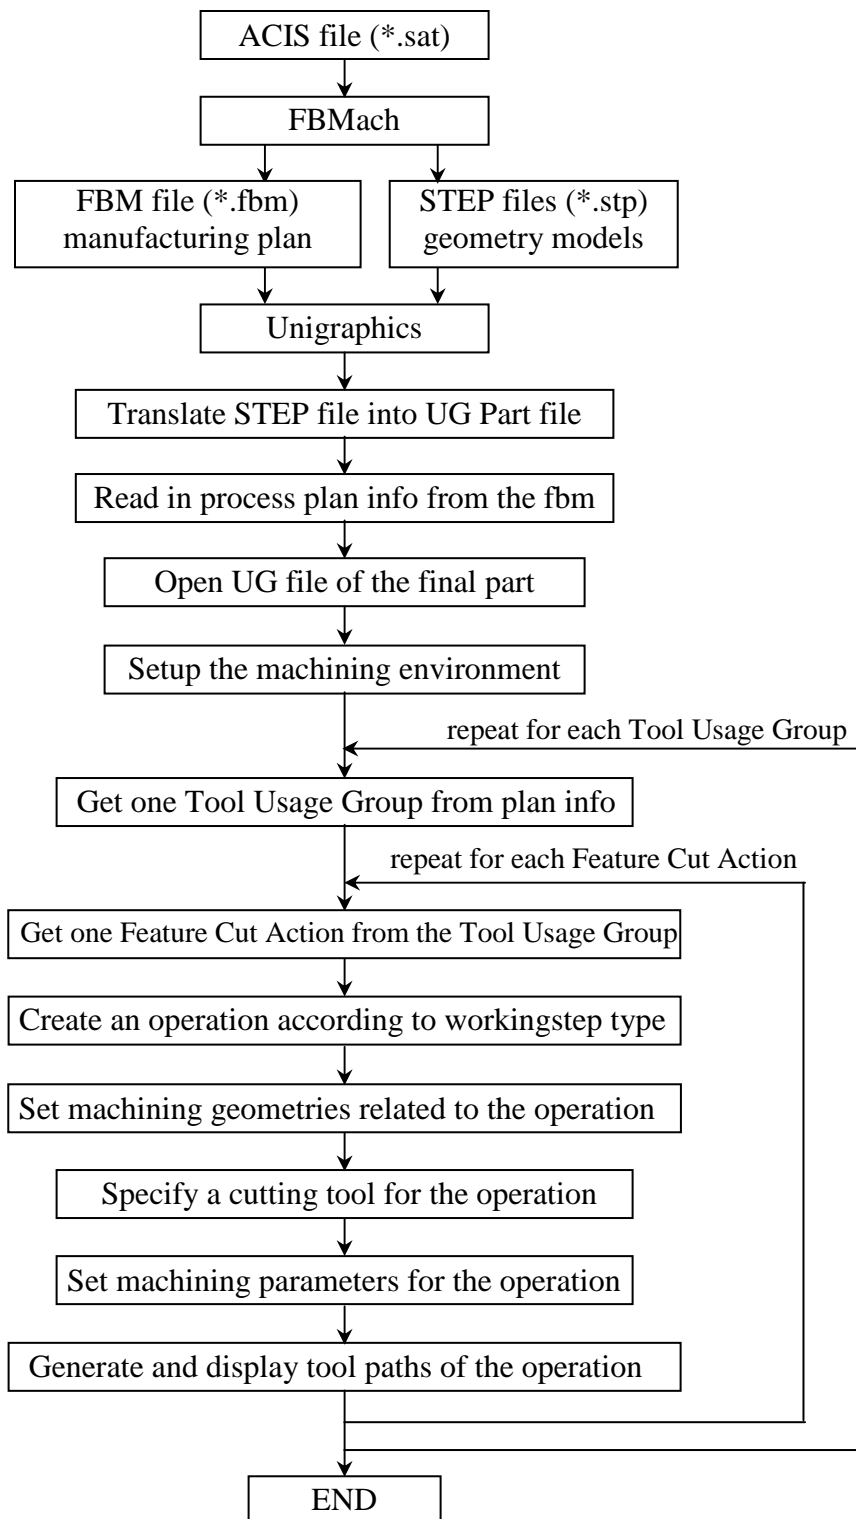 ACIS file (*.sat)
FBMach
FBM file (*.fbm)
manufacturing plan
STEP files (*.stp)
geometry models
Unigraphics
Translate STEP file into UG Part file
Read in process plan info from the fbm
Open UG file of the final part
Setup the machining environment
repeat for each Tool Usage Group
Get one Tool Usage Group from plan info
repeat for each Feature Cut Action
Get one Feature Cut Action from the Tool Usage Group
Create an operation according to workingstep type
Set machining geometries related to the operation
Specify a cutting tool for the operation
Set machining parameters for the operation
Generate and display tool paths of the operation
END